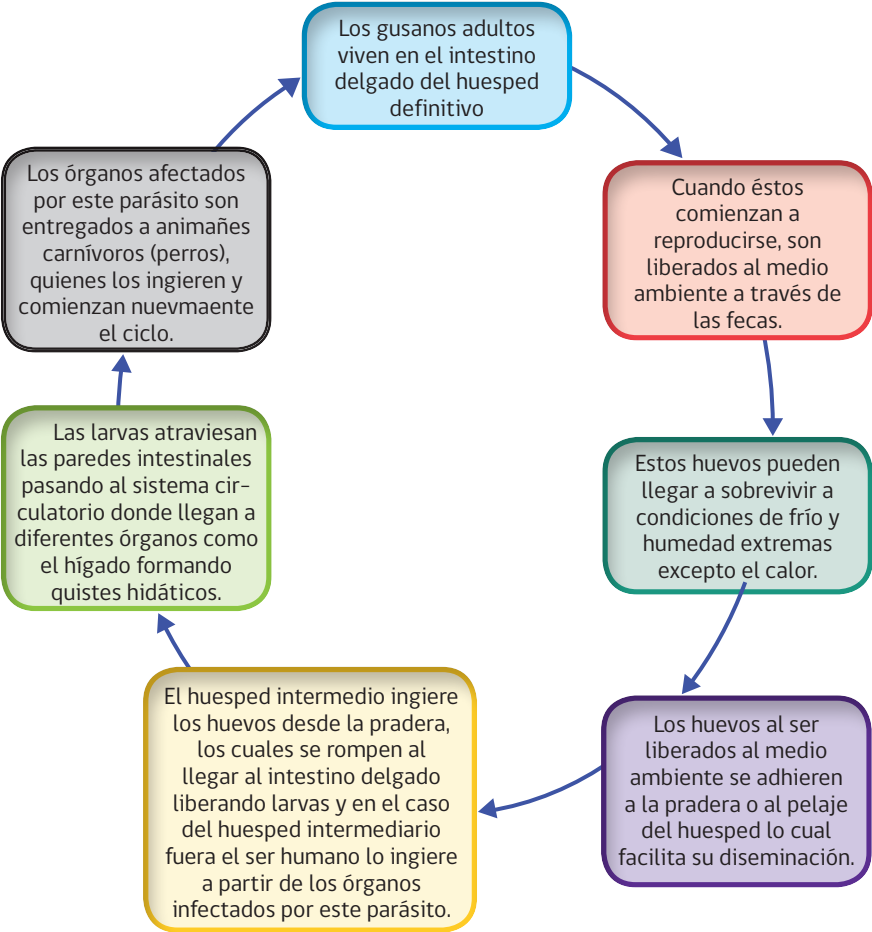 Los gusanos adultos
viven en el intestino
delgado del huesped
definitivo
Cuando éstos
comienzan a
reproducirse, son
liberados al medio
ambiente a través de
las fecas.
Estos huevos pueden
llegar a sobrevivir a
condiciones de frío y
humedad extremas
excepto el calor.
Los huevos al ser
liberados al medio
ambiente se adhieren
a la pradera o al pelaje
del huesped lo cual
facilita su diseminación.
El huesped intermedio ingiere
los huevos desde la pradera,
los cuales se rompen al
llegar al intestino delgado
liberando larvas y en el caso
del huesped intermediario
fuera el ser humano lo ingiere
a partir de los órganos
infectados por este parásito.
Las larvas atraviesan
las paredes intestinales
pasando al sistema cir-
culatorio donde llegan a
diferentes órganos como
el hígado formando
quistes hidáticos.
Los órganos afectados
por este parásito son
entregados a animañes
carnívoros (perros),
quienes los ingieren y
comienzan nuevmaente
el ciclo.